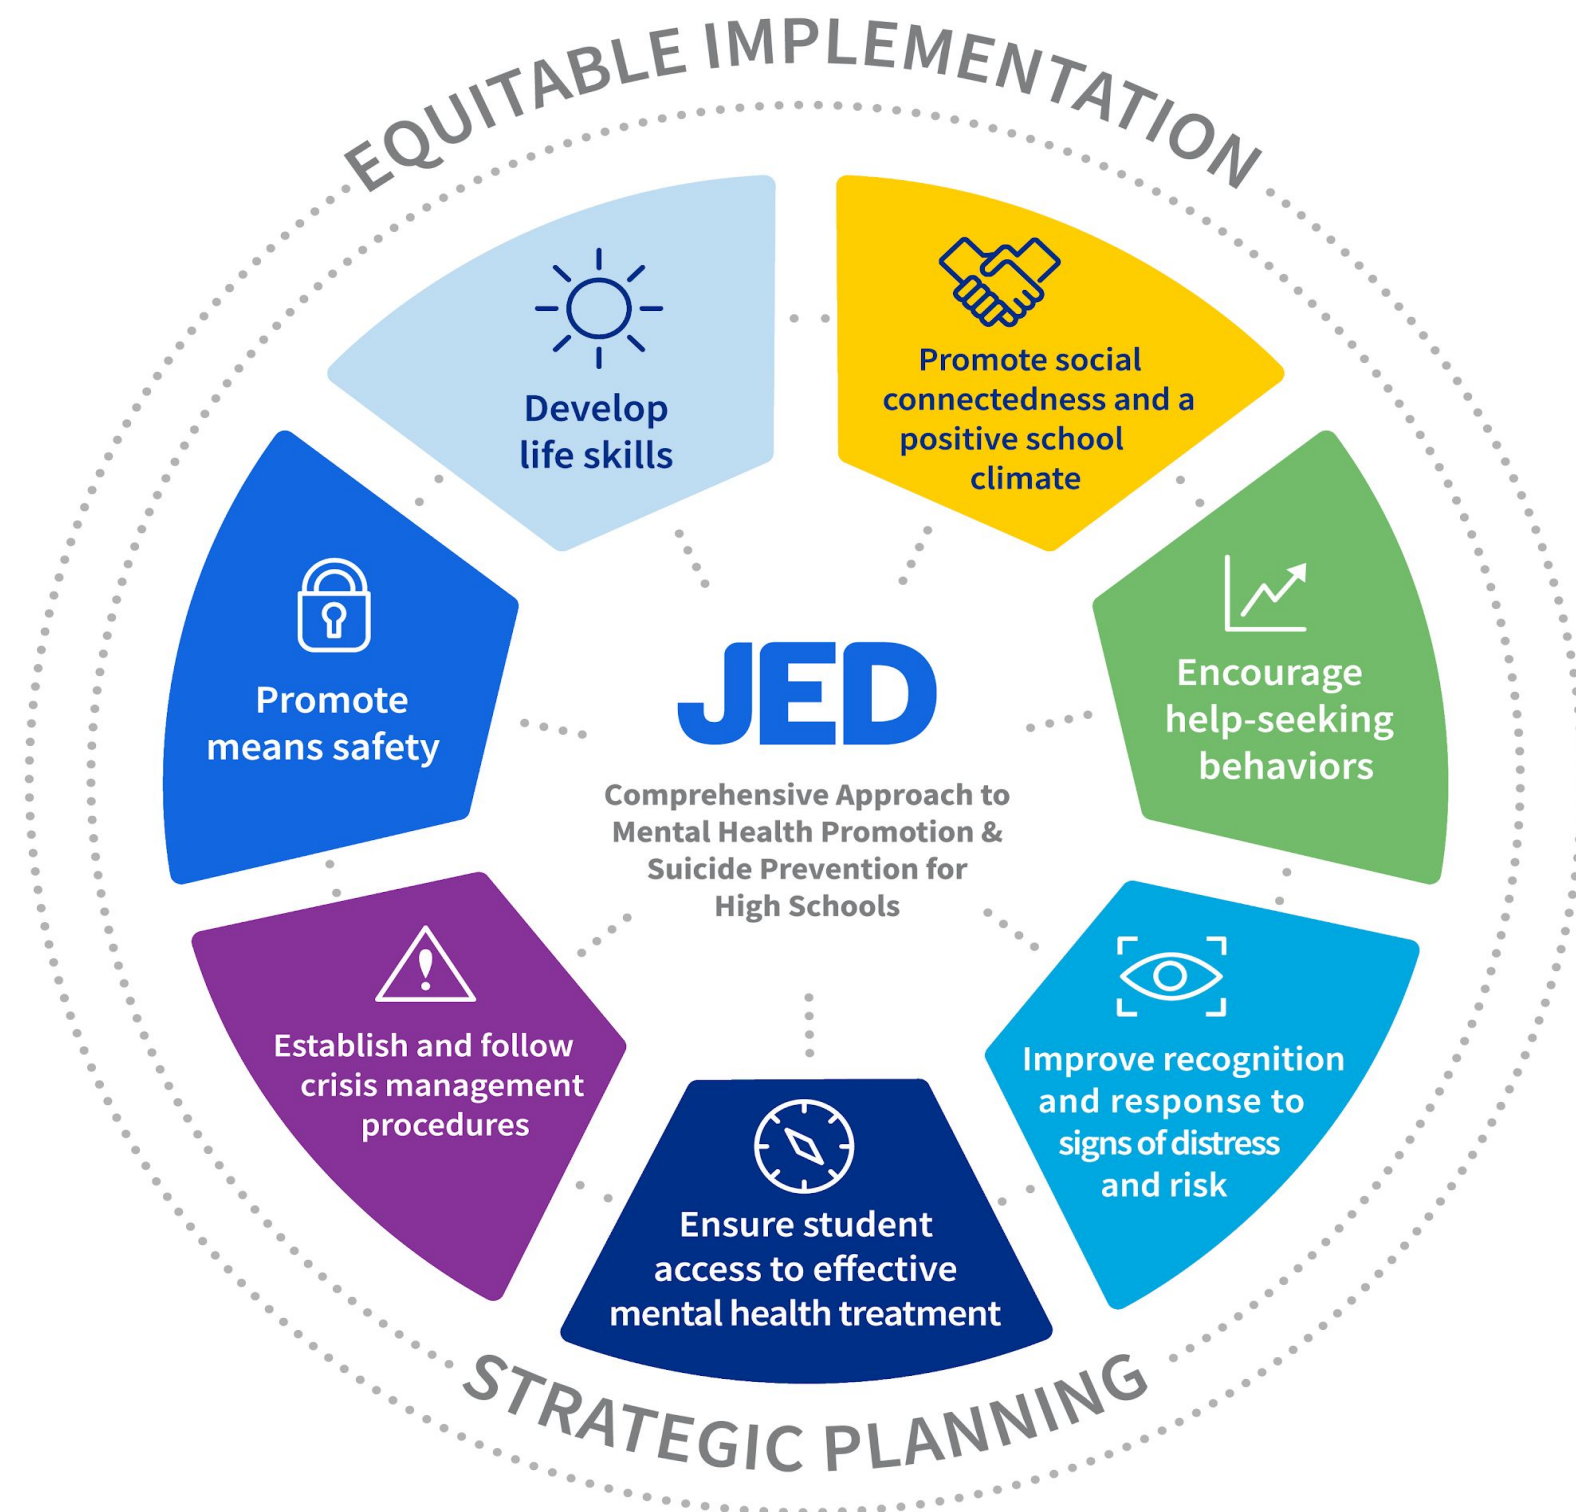 EQUITABLE IMPLEMENTATION
Develop
life skills
Promote social
connectedness and a
positive school
climate
Promote
means safety
Encourage
help-seeking
behaviors
JED
Comprehensive Approach to
Mental Health Promotion &
Suicide Prevention for
High Schools
Establish and follow
crisis management
procedures
Improve recognition
and response to
signs of distress
and risk
Ensure student
access to effective
mental health treatment
STRATEGIC PLANNING